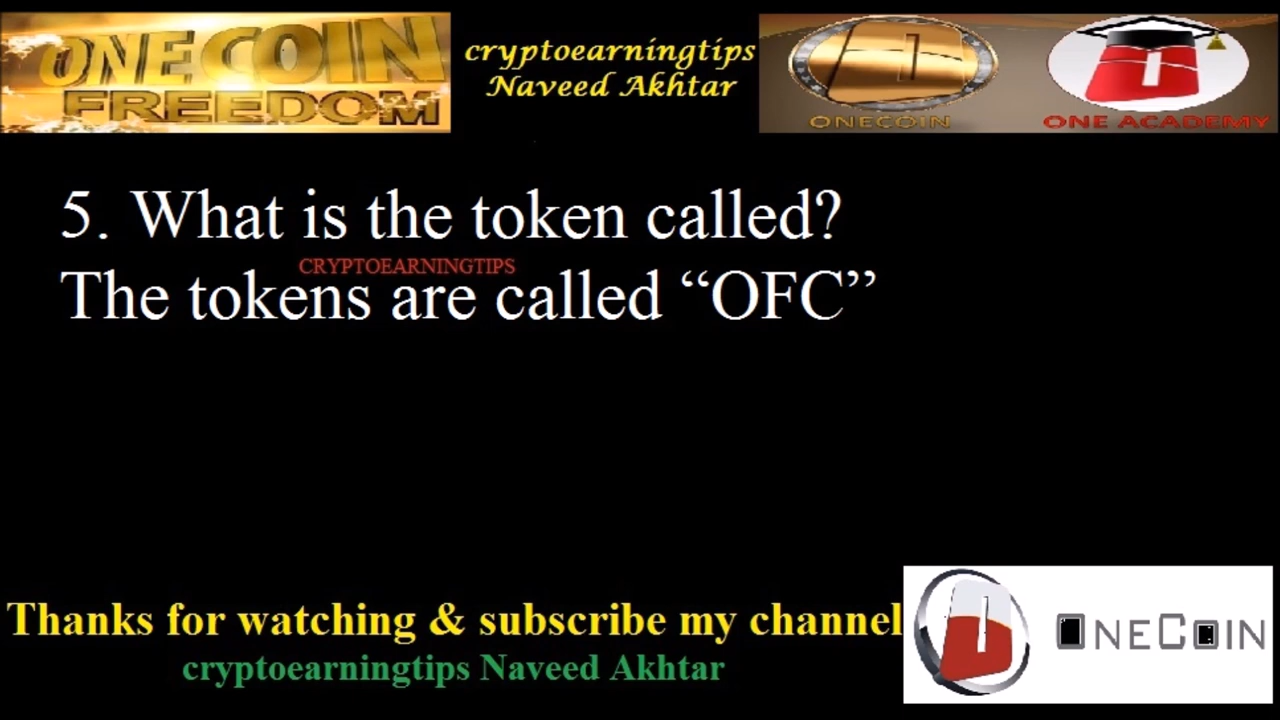 ONE COIN
FREEDOM
cryptoearningtips
Naveed Akhtar
ONECOIN
ONE ACADEMY
5. What is the token called?
CRYPTOEARNINGTIPS
The tokens are called “OFC”
Thanks for watching & subscribe my channel
cryptoearningtips Naveed Akhtar
ONECOIN